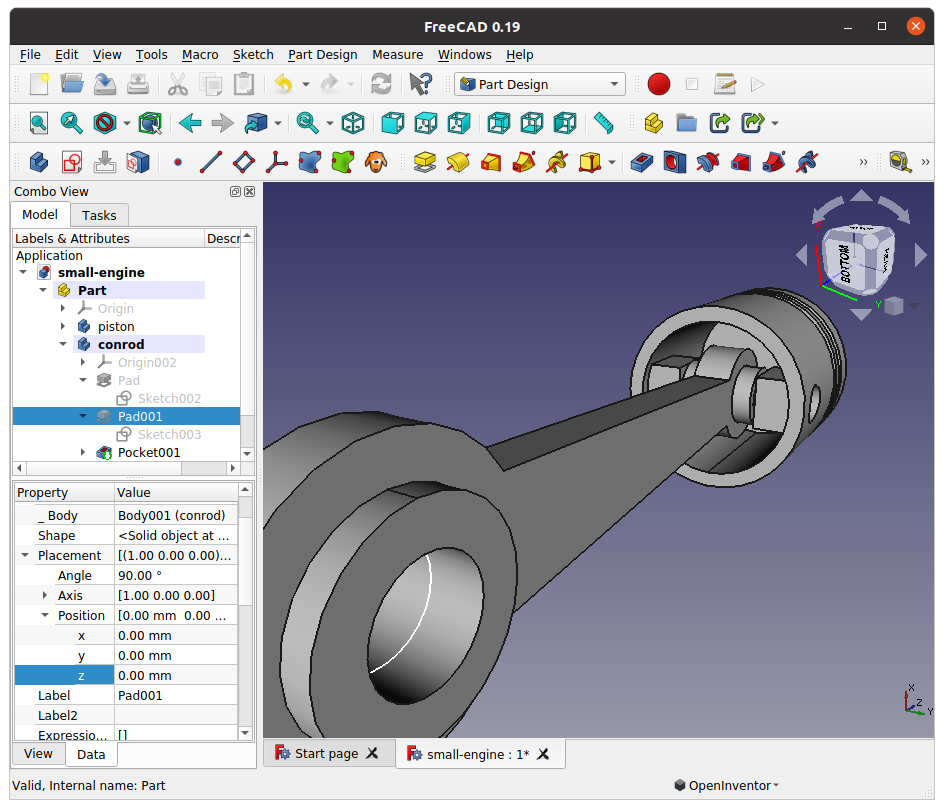 FreeCAD 0.19
File Edit View Tools Macro Sketch Part Design Measure Windows Help
Part Design
Combo View
Model Tasks
Labels & Attributes Descr
Application
small-engine
Part
Origin
piston
conrod
Origin002
Pad
Sketch002
Pad001
Sketch003
Pocket001
Property Value
_ Body Body001 (conrod)
Shape <Solid object at ...
Placement [(1.00 0.00 0.00)...
Angle 90.00 °
Axis [1.00 0.00 0.00]
Position [0.00 mm 0.00 ...
x 0.00 mm
y 0.00 mm
z 0.00 mm
Label Pad001
Label2
Expressio... []
View Data
X
BOTTOM
Y
X
Z
Y
Start page
small-engine : 1*
Valid, Internal name: Part
OpenInventor